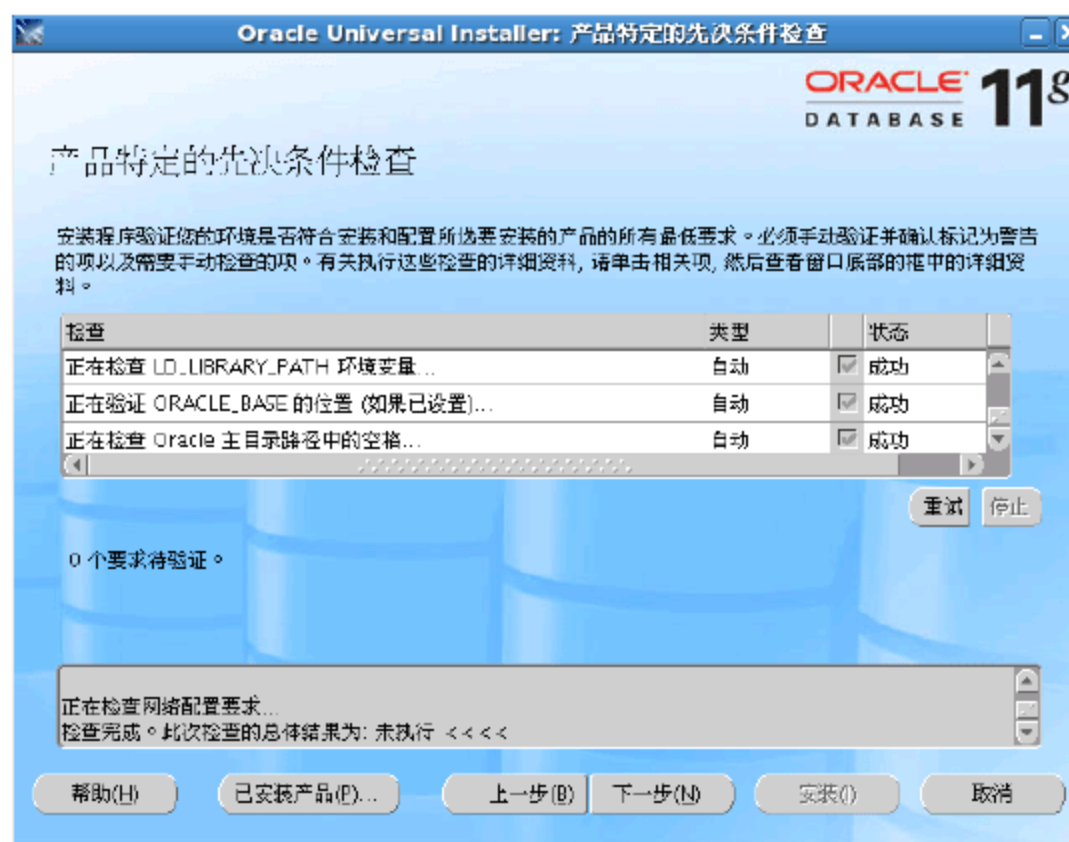 Oracle Universal Installer: 产品特定的先决条件检查
ORACLE 11g
DATABASE
产品特定的先决条件检查
安装程序验证您的环境是否符合安装和配置所选要安装的产品的所有最低要求。必须手动验证并确认标记为警告
的项以及需要手动检查的项。有关执行这些检查的详细资料, 请单击相关项, 然后查看窗口底部的框中的详细资
料。
检查 类型 状态
正在检查 LD_LIBRARY_PATH 环境变量... 自动 成功
正在验证 ORACLE_BASE 的位置 (如果已设置)... 自动 成功
正在检查 Oracle 主目录路径中的空格... 自动 成功
重试 停止
0 个要求待验证。
正在检查网络配置要求...
检查完成。此次检查的总体结果为: 未执行 <<<<
帮助(H) 已安装产品(P)... 上一步(B) 下一步(N) 安装(I) 取消